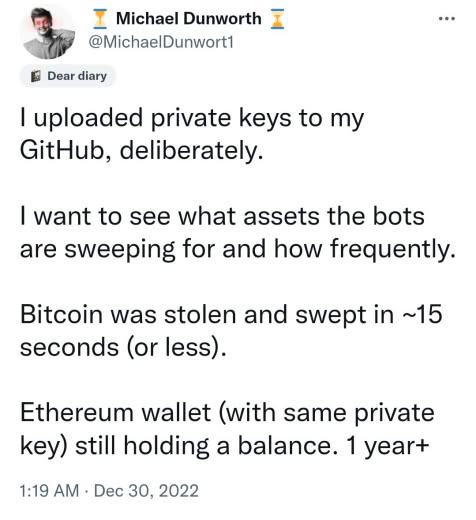 ⏳ Michael Dunworth ⏳
@MichaelDunwort1
Dear diary
I uploaded private keys to my
GitHub, deliberately.
I want to see what assets the bots
are sweeping for and how frequently.
Bitcoin was stolen and swept in ~15
seconds (or less).
Ethereum wallet (with same private
key) still holding a balance. 1 year+
1:19 AM · Dec 30, 2022